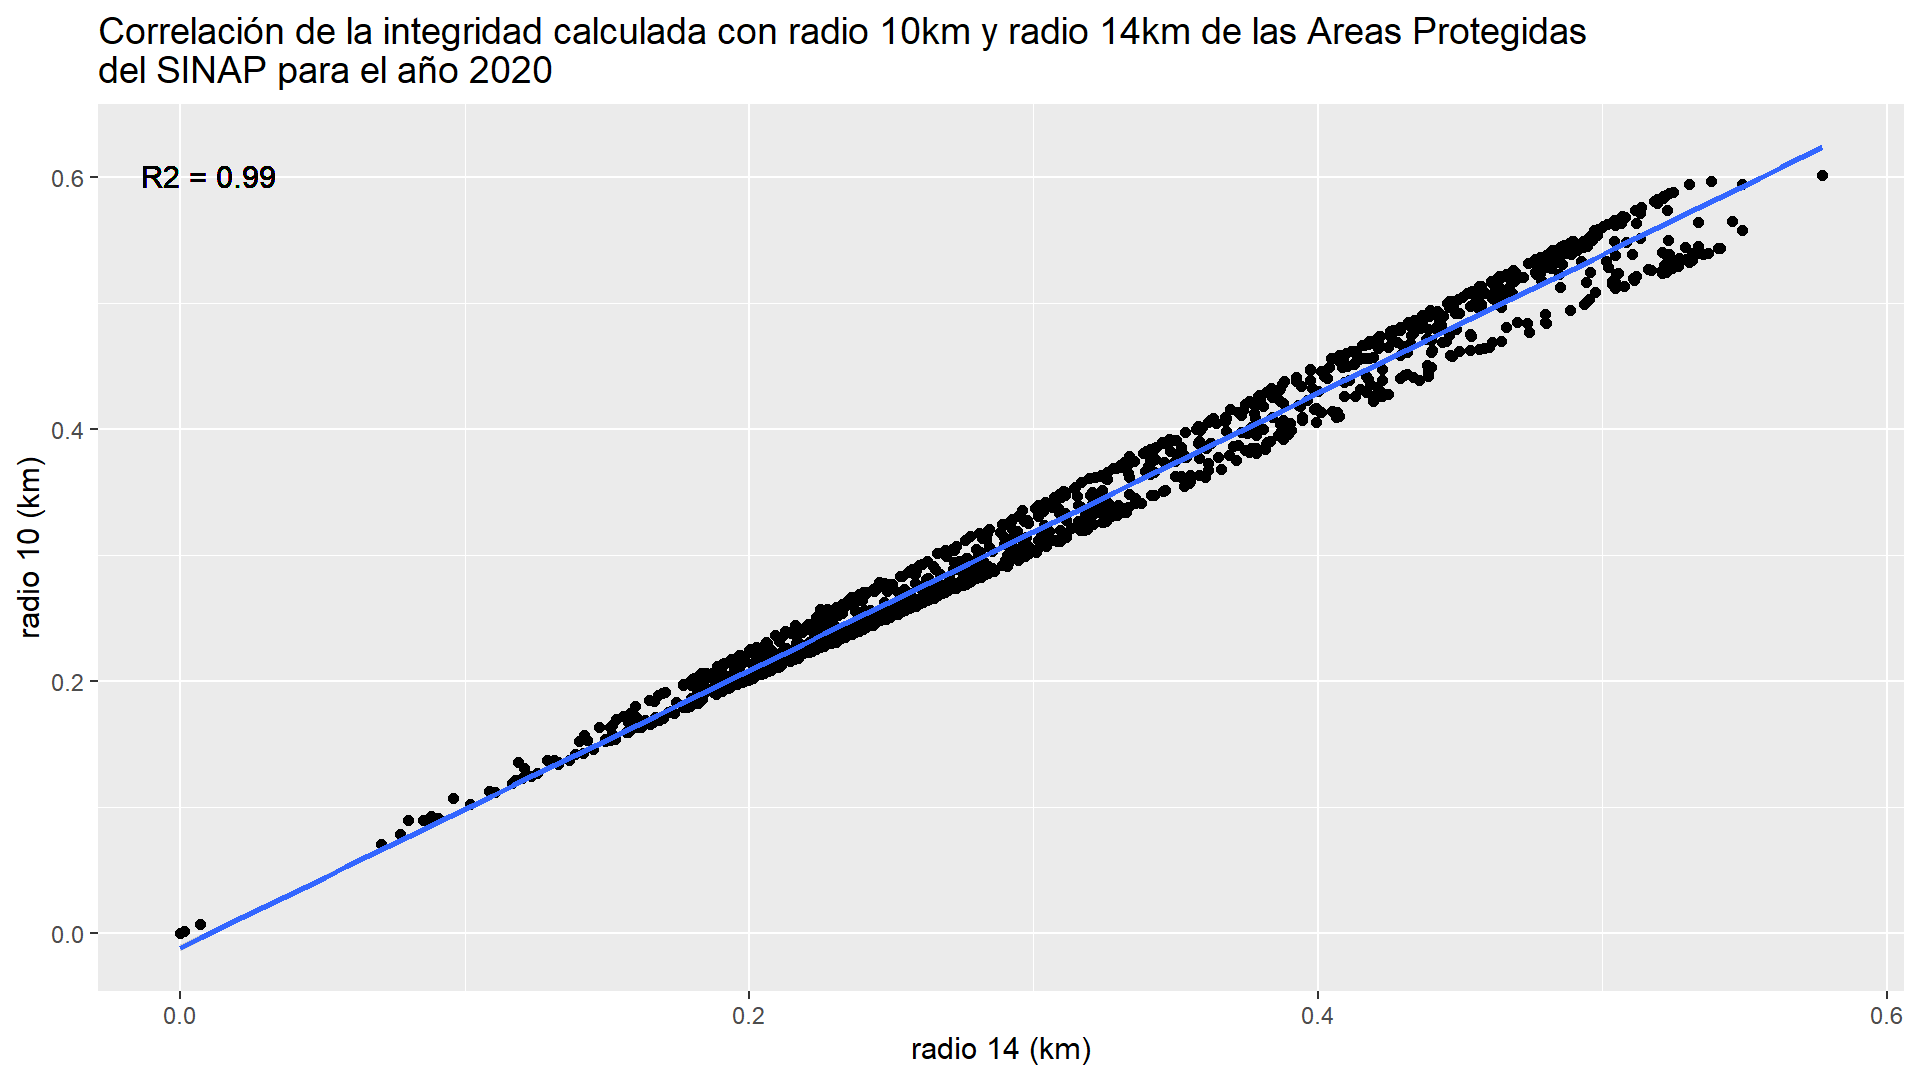 Correlación de la integridad calculada con radio 10km y radio 14km de las Areas Protegidas
del SINAP para el año 2020
R2 = 0.99
0.6
0.4
0.2
0.0
radio 10 (km)
0.0
0.2
0.4
0.6
radio 14 (km)